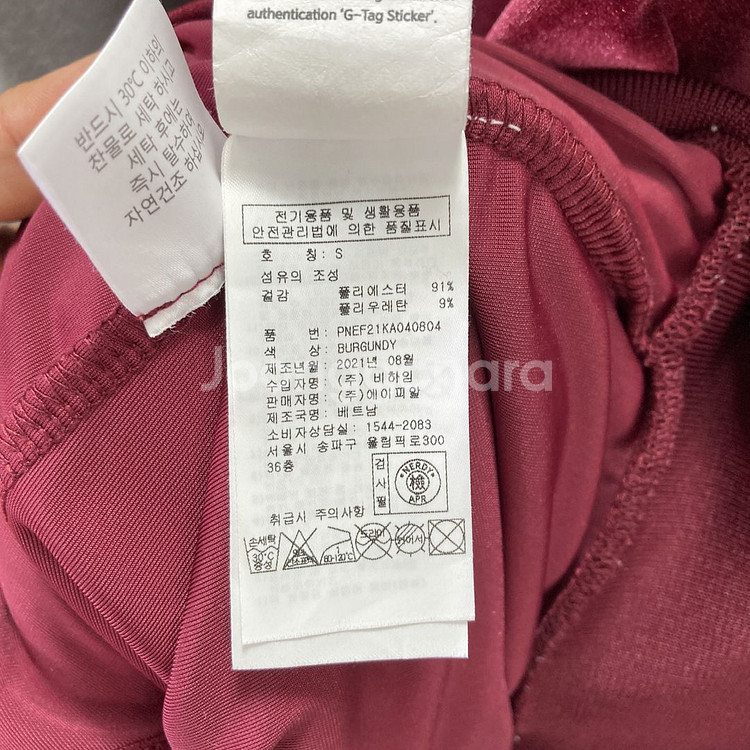 authentication 'G-Tag Sticker'.
반드시 30℃ 이하의
찬물로 세탁 하시고
세탁 후에는
즉시 탈수하여
자연건조 하십시오
전기용품 및 생활용품
안전관리법에 의한 품질표시
호 칭: S
섬유의 조성
겉감 폴리에스터 91%
폴리우레탄 9%
품 번: PNEF21KA040804
색 상: BURGUNDY
제조년월: 2021년 08월
수입자명: (주) 비하임
판매자명: (주)에이피알
제조국명: 베트남
소비자상담실: 1544-2083
서울시 송파구 올림픽로300
36층
검사필
NERDY
檢
APR
취급시 주의사항
손세탁
30℃
중성
염소표백
80-120℃
드라이